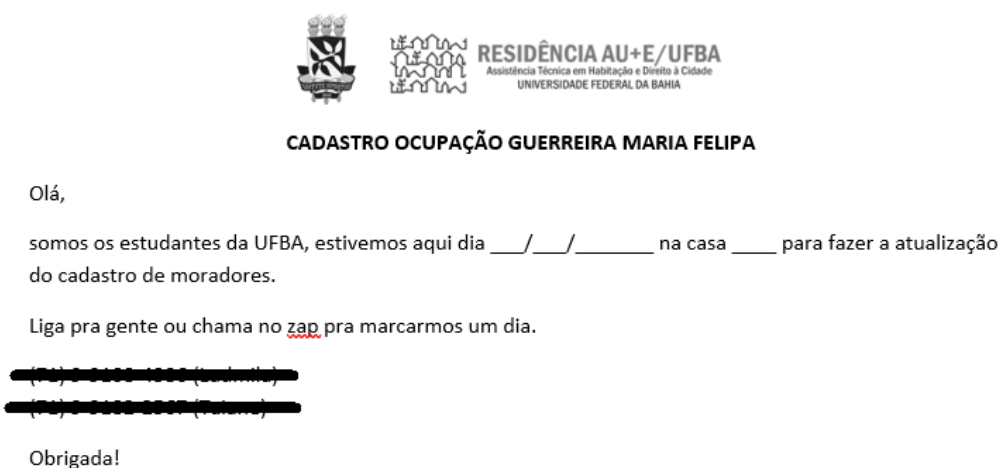 RESIDÊNCIA AU+E/UFBA
Assistência Técnica em Habitação e Direito à Cidade
UNIVERSIDADE FEDERAL DA BAHIA
CADASTRO OCUPAÇÃO GUERREIRA MARIA FELIPA
Olá,
somos os estudantes da UFBA, estivemos aqui dia ___/___/_______ na casa ____ para fazer a atualização
do cadastro de moradores.
Liga pra gente ou chama no zap pra marcarmos um dia.
Obrigada!